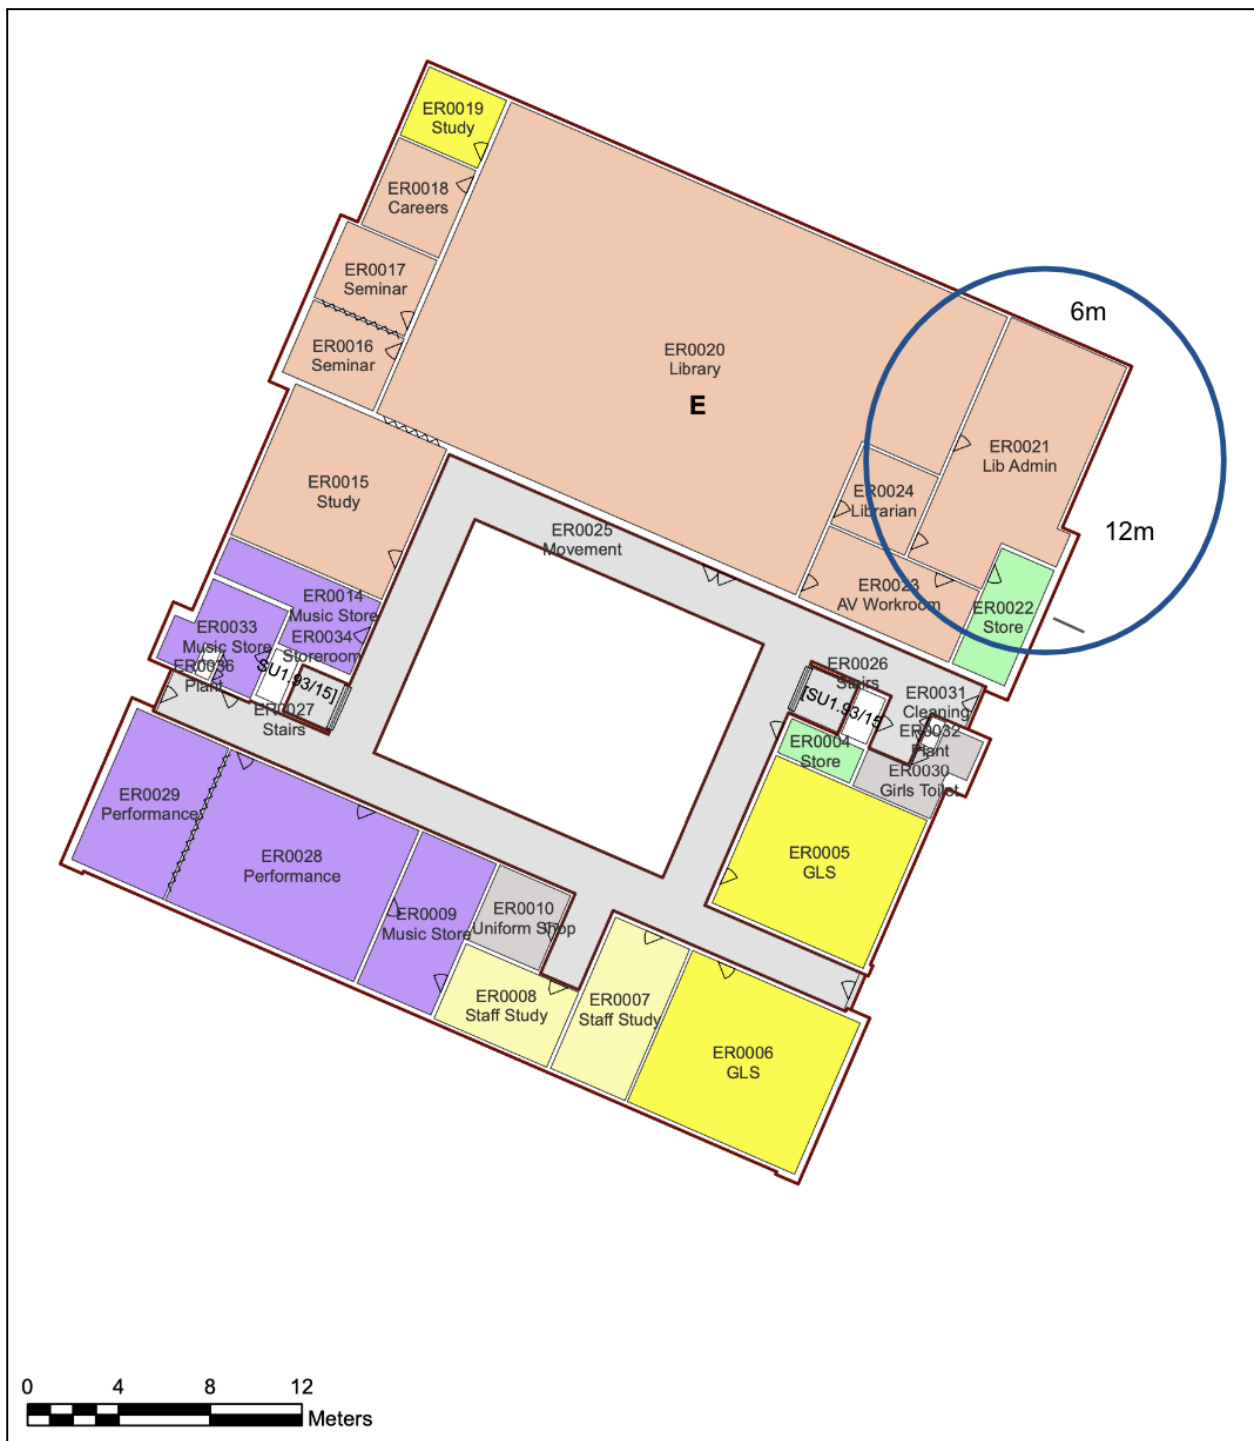 ER0019
Study
ER0018
Careers
ER0017
Seminar
ER0016
Seminar
6m
ER0020
Library
E
ER0021
Lib Admin
ER0024
Librarian
12m
ER0015
Study
ER0025
Movement
ER0023
AV Workroom
ER0022
Store
ER0014
Music Store
ER0033
Music Store
ER0034
Storeroom
ER0036
Plant
SU1.93/15]
ER0027
Stairs
ER0026
Stairs
[SU1.93/15
ER0031
Cleaning
ER0032
Plant
ER0030
Girls Toilet
ER0004
Store
ER0005
GLS
ER0029
Performance
ER0028
Performance
ER0009
Music Store
ER0010
Uniform Shop
ER0008
Staff Study
ER0007
Staff Study
ER0006
GLS
0 4 8 12
Meters